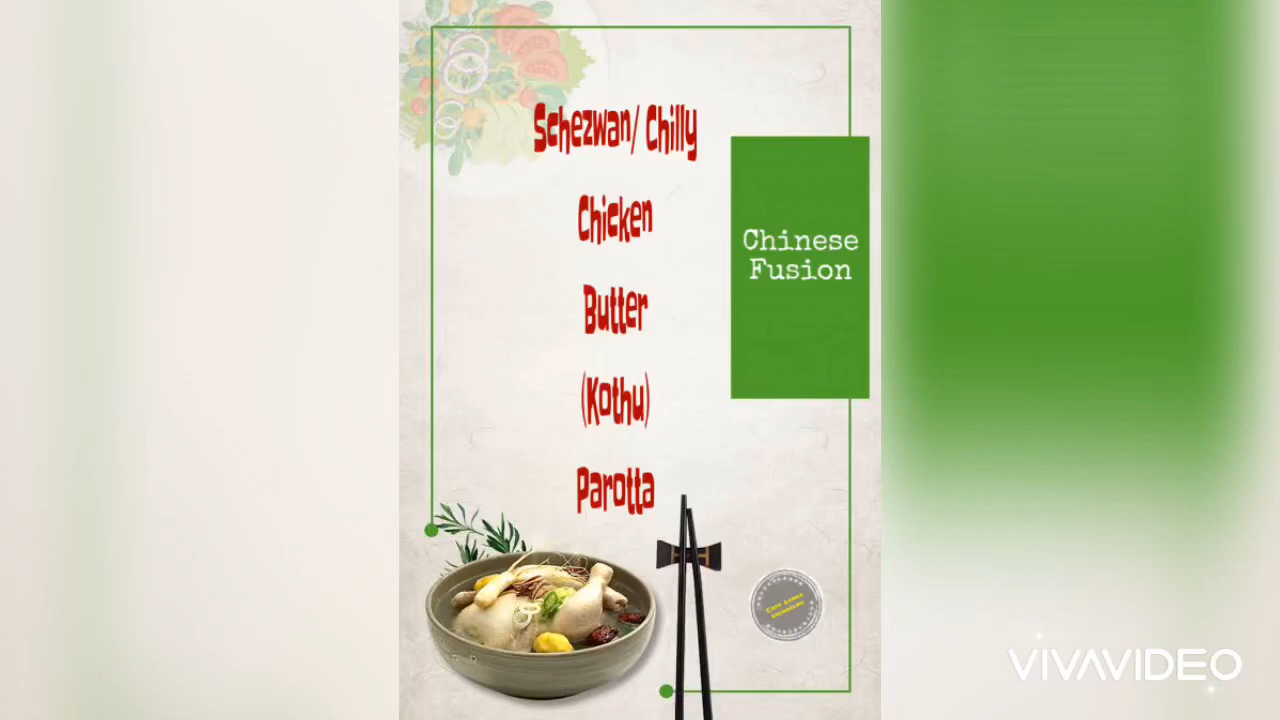 Schezwan/ Chilly
Chicken
Butter
(Kothu)
Parotta
Chinese
Fusion
VIVAVIDEO